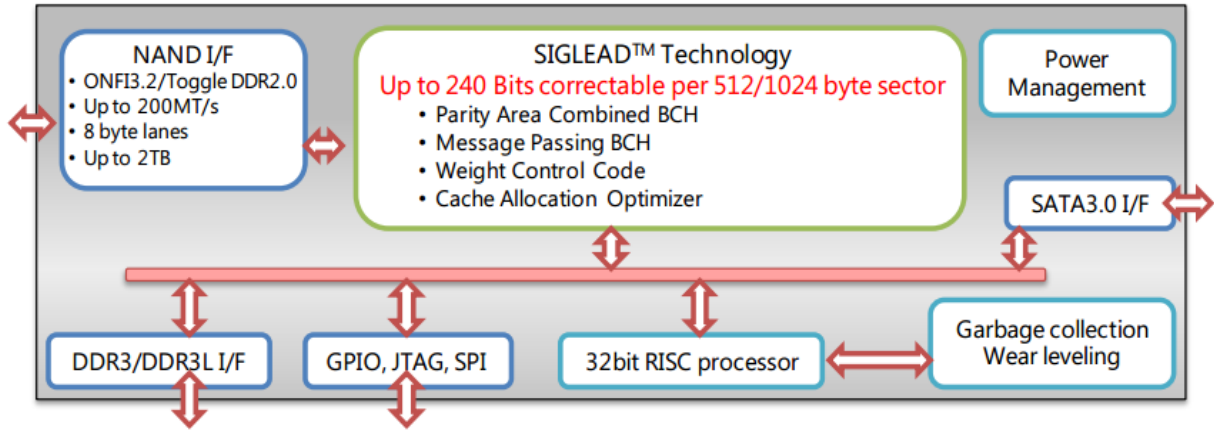 NAND I/F
• ONFI3.2/Toggle DDR2.0
• Up to 200MT/s
• 8 byte lanes
• Up to 2TB
SIGLEAD™ Technology
Up to 240 Bits correctable per 512/1024 byte sector
• Parity Area Combined BCH
• Message Passing BCH
• Weight Control Code
• Cache Allocation Optimizer
Power
Management
SATA3.0 I/F
DDR3/DDR3L I/F
GPIO, JTAG, SPI
32bit RISC processor
Garbage collection
Wear leveling